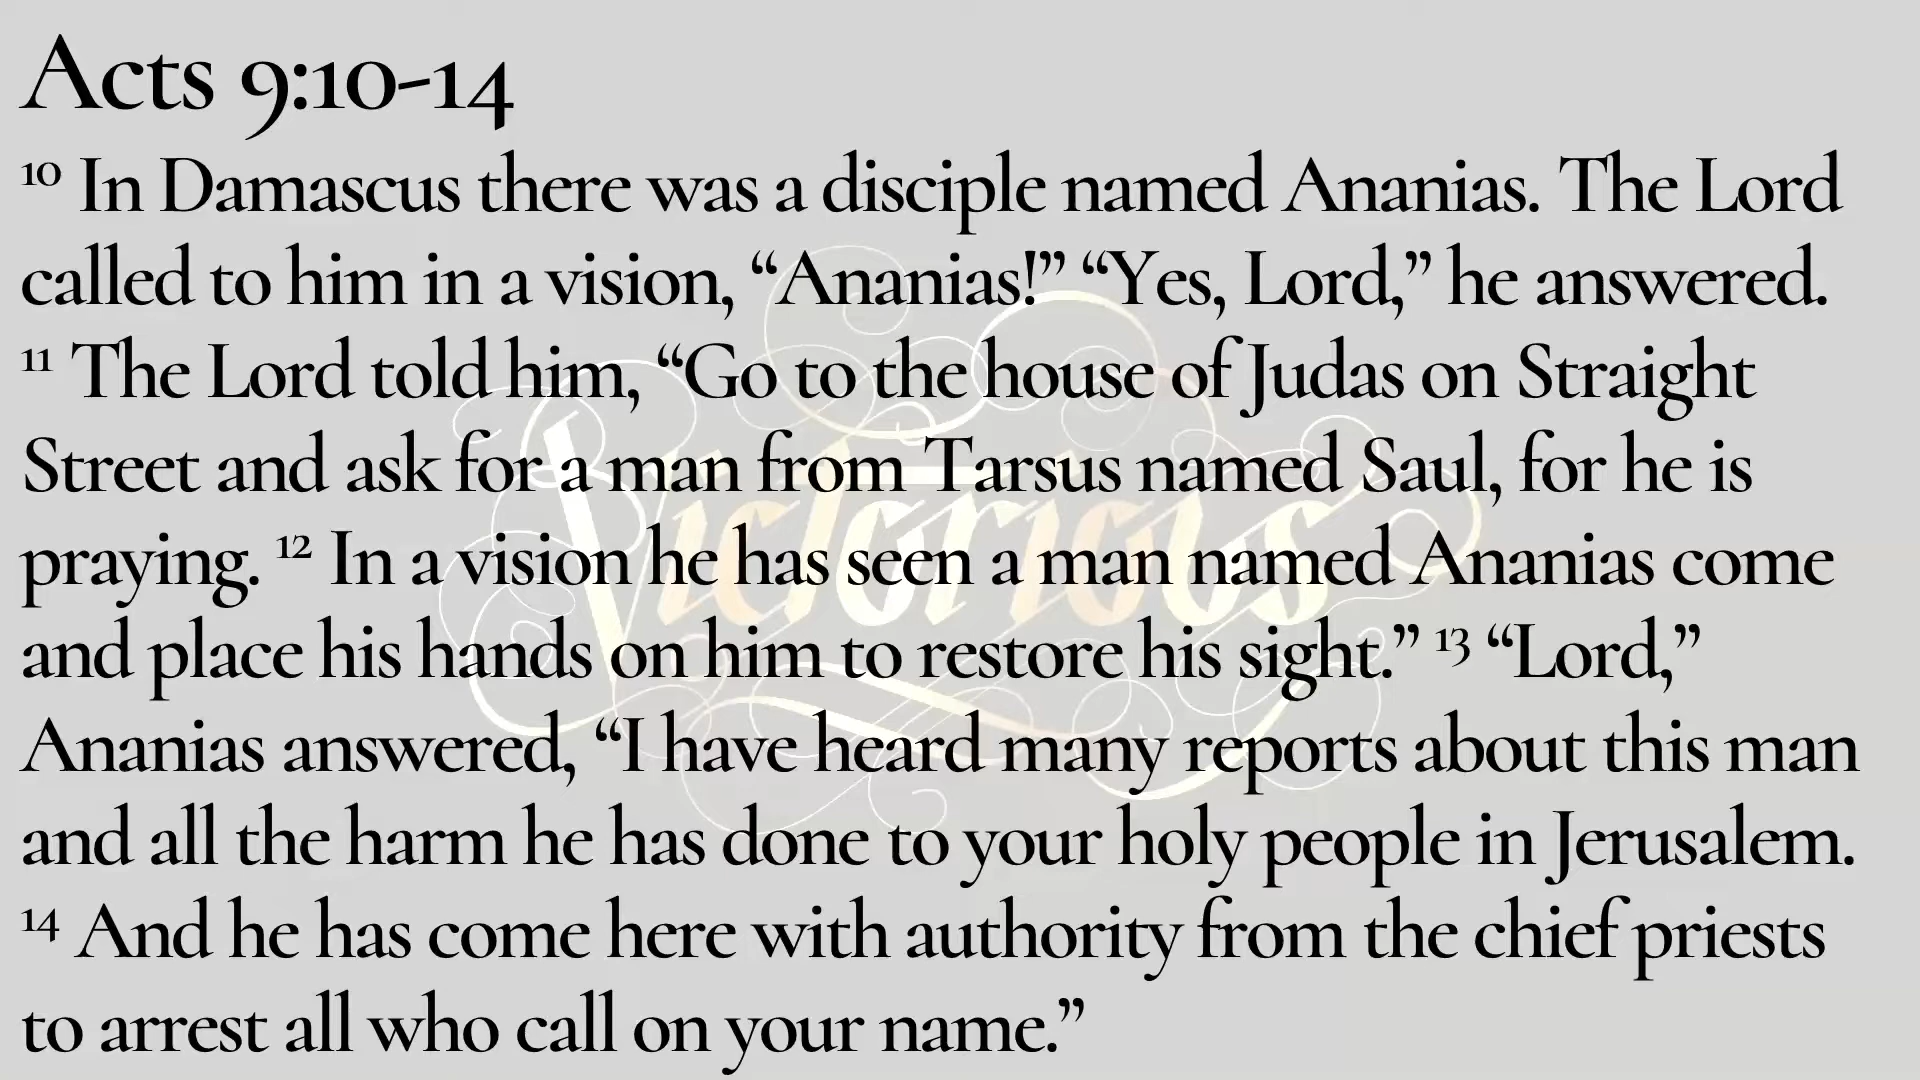 Acts 9:10-14
10 In Damascus there was a disciple named Ananias. The Lord
called to him in a vision, “Ananias!” “Yes, Lord,” he answered.
11 The Lord told him, “Go to the house of Judas on Straight
Street and ask for a man from Tarsus named Saul, for he is
praying. 12 In a vision he has seen a man named Ananias come
and place his hands on him to restore his sight.” 13 “Lord,”
Ananias answered, “I have heard many reports about this man
and all the harm he has done to your holy people in Jerusalem.
14 And he has come here with authority from the chief priests
to arrest all who call on your name.”
Victorious